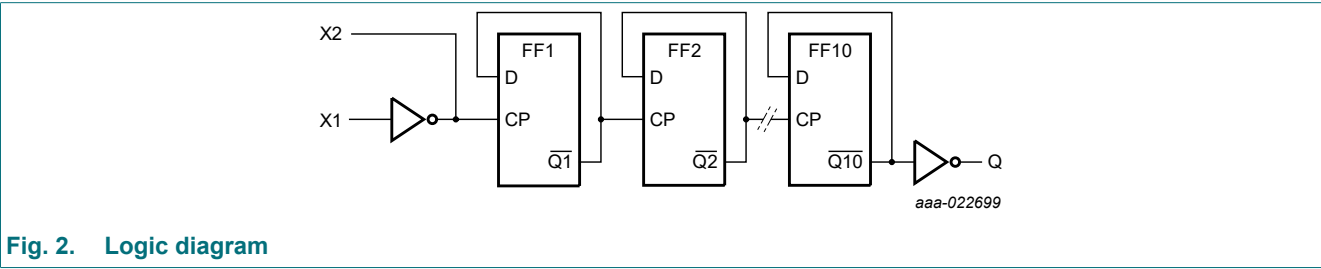 X2
FF1 FF2 FF10
D D D
X1 CP CP CP
Q1 Q2 Q10 Q
aaa-022699
Fig. 2. Logic diagram